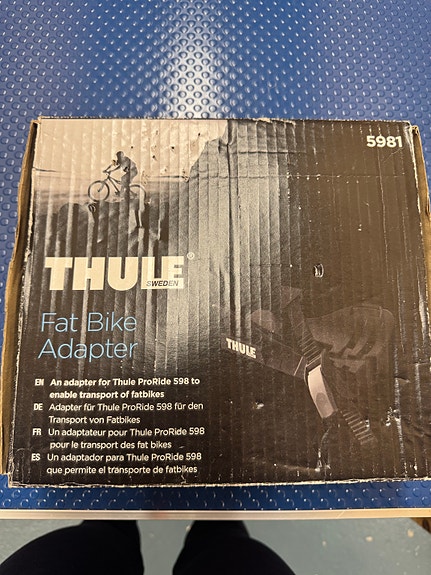 5981
THULE®
SWEDEN
Fat Bike
Adapter
THULE
EN An adapter for Thule ProRide 598 to
enable transport of fatbikes
DE Adapter für Thule ProRide 598 für den
Transport von Fatbikes
FR Un adaptateur pour Thule ProRide 598
pour le transport des fat bikes
ES Un adaptador para Thule ProRide 598
que permite el transporte de fatbikes